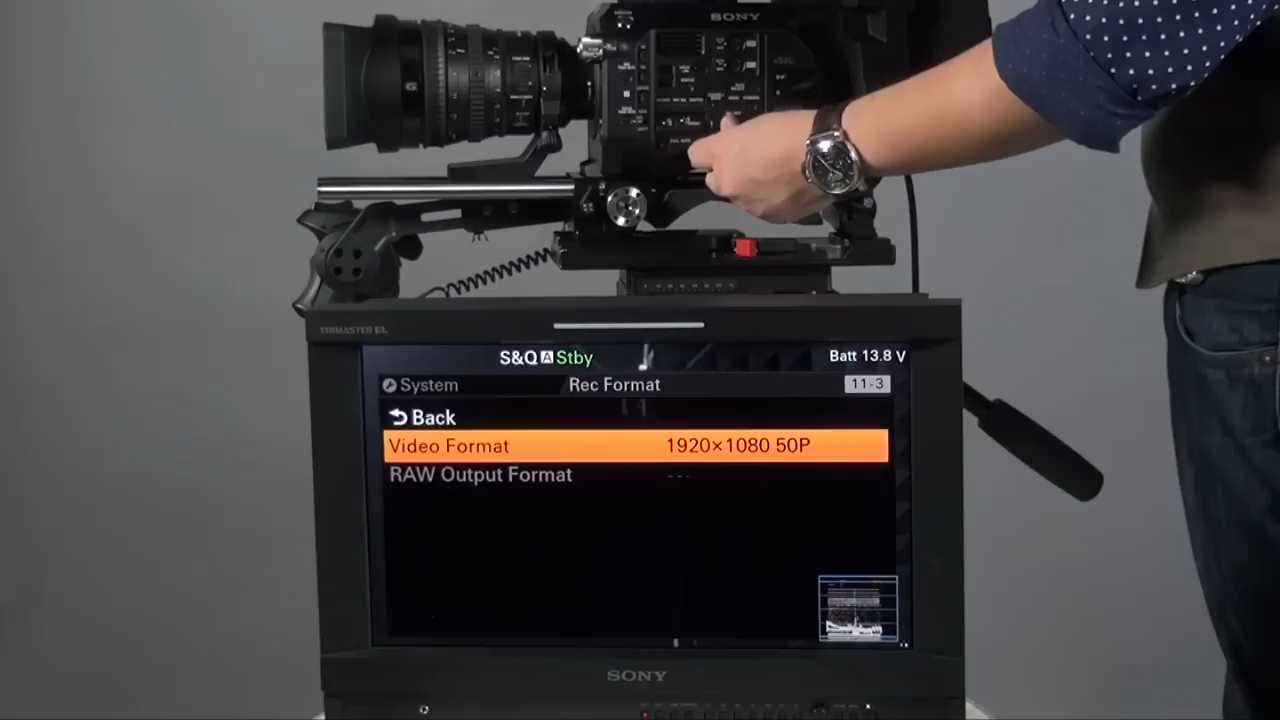 SONY
4K
G
TRIMASTER EL
S&Q A Stby
Batt 13.8 V
System
Rec Format
11-3
Back
Video Format 1920×1080 50P
RAW Output Format ---
SONY